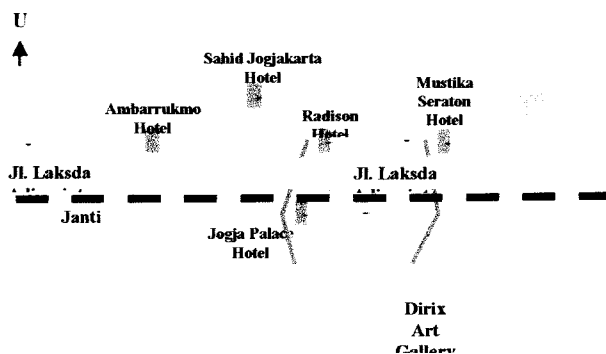 U
Sahid Jogjakarta
Hotel
Mustika
Seraton
Hotel
Ambarrukmo
Hotel
Radison
Hotel
Jl. Laksda
Jl. Laksda
Janti
Jogja Palace
Hotel
Dirix
Art
Gallery